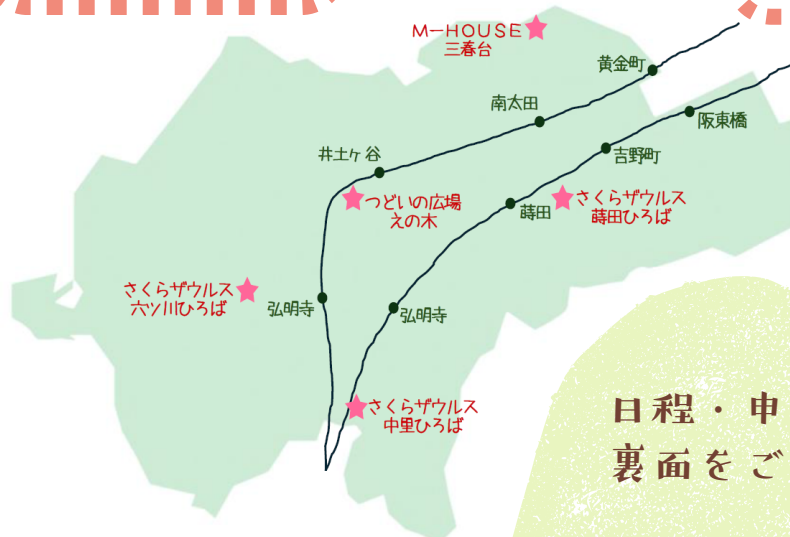 M-HOUSE
三春台
黄金町
南太田
阪東橋
井土ヶ谷
吉野町
つどいの広場
えの木
蒔田
さくらザウルス
蒔田ひろば
さくらザウルス
六ツ川ひろば
弘明寺
弘明寺
さくらザウルス
中里ひろば
日程・申
裏面をご